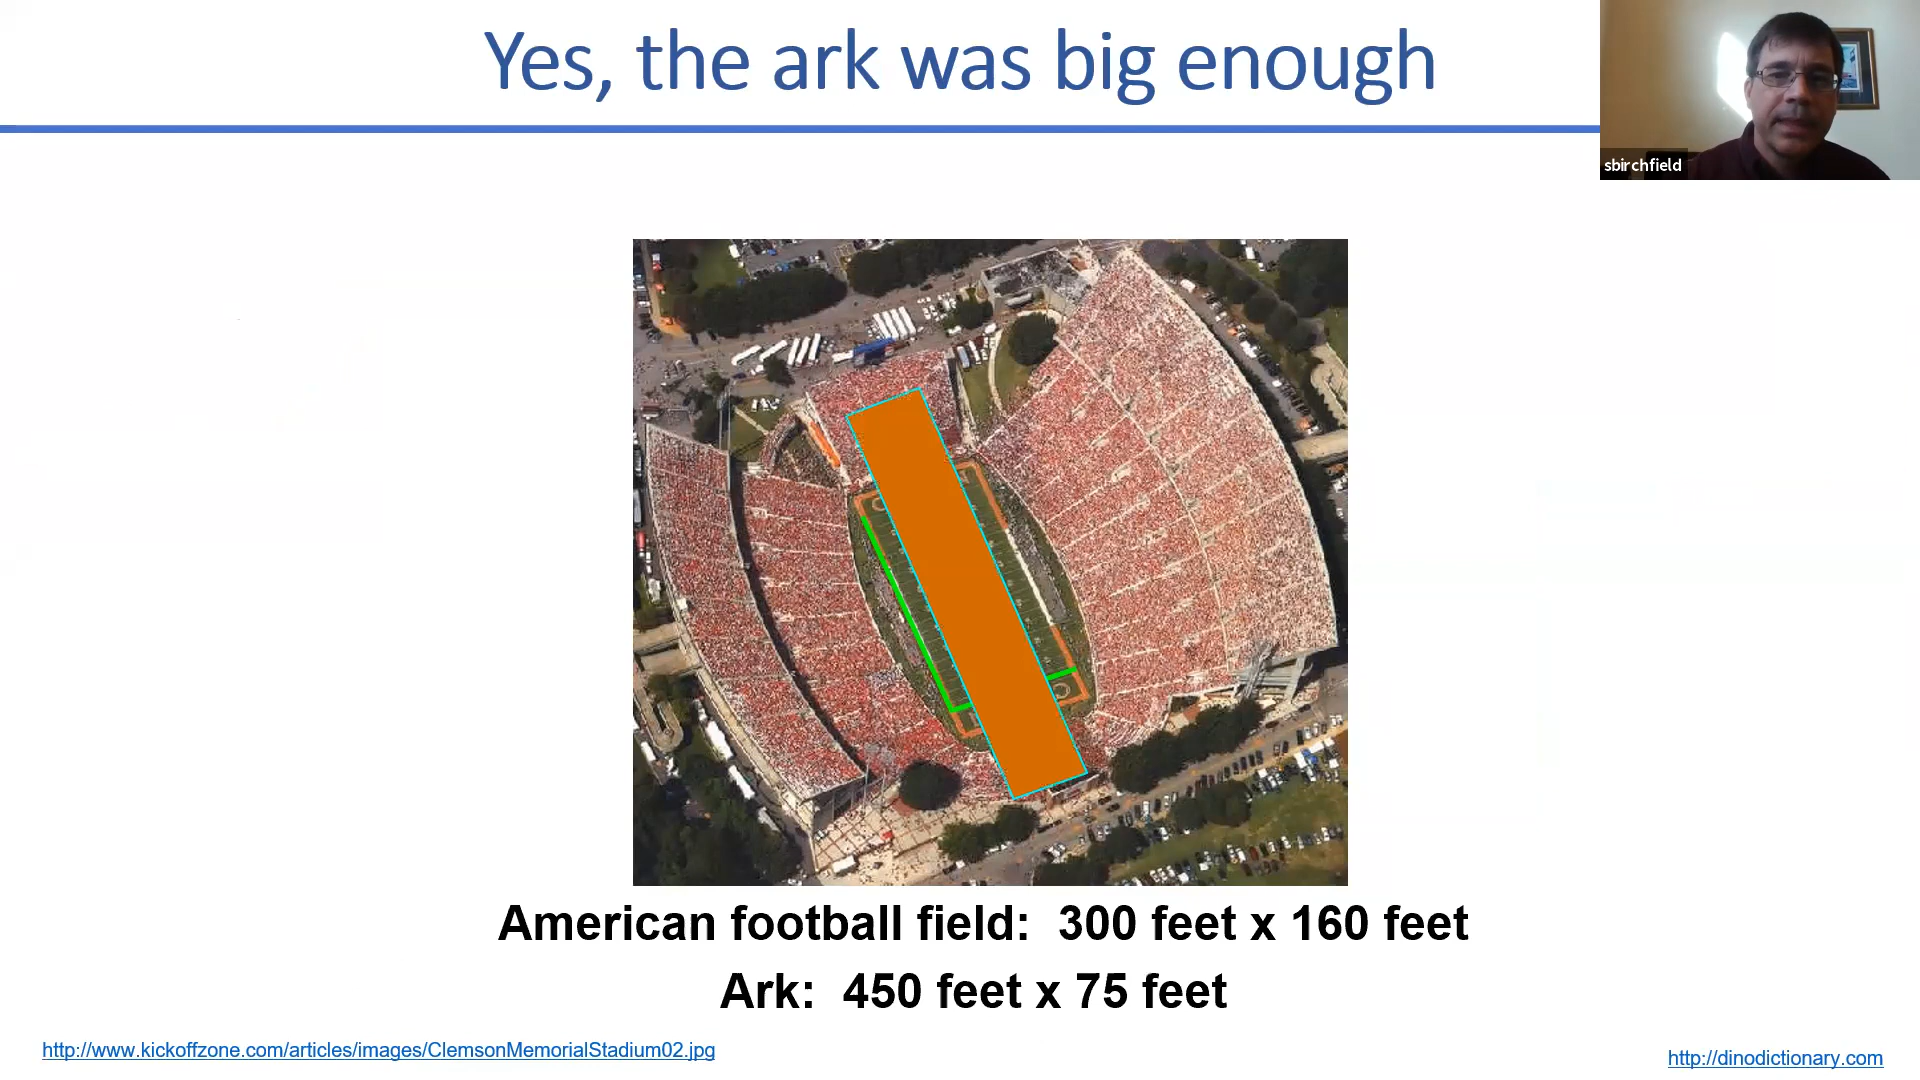 Yes, the ark was big enough
sbirchfield
American football field: 300 feet x 160 feet
Ark: 450 feet x 75 feet
http://www.kickoffzone.com/articles/images/ClemsonMemorialStadium02.jpg
http://dinodictionary.com